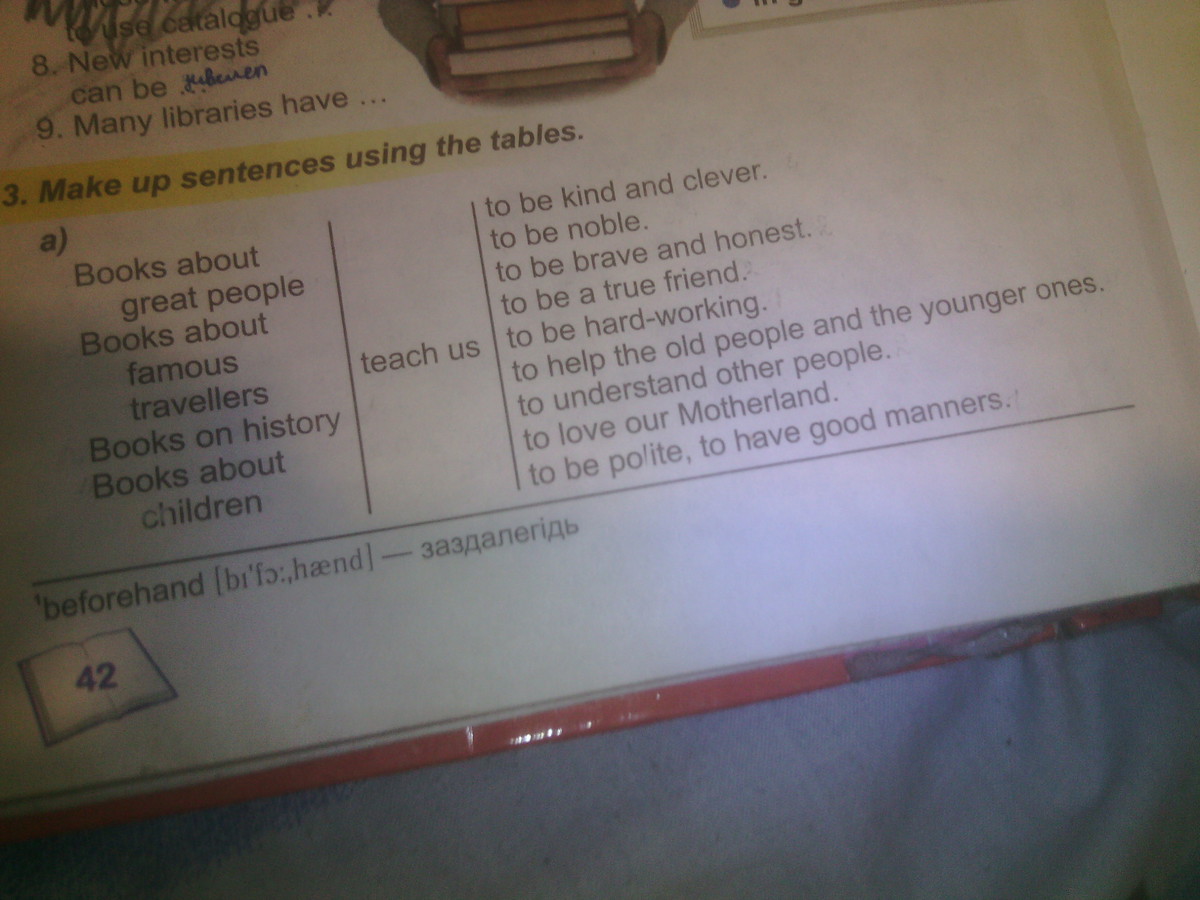 to use catalogue ...
8. New interests
can be
9. Many libraries have ...
3. Make up sentences using the tables.
a)
Books about
great people
Books about
famous
travellers
Books on history
Books about
children
teach us
to be kind and clever.
to be noble.
to be brave and honest.
to be a true friend.
to be hard-working.
to help the old people and the younger ones.
to understand other people.
to love our Motherland.
to be polite, to have good manners.
¹beforehand [bɪˈfɔːˌhænd] — заздалегідь
42